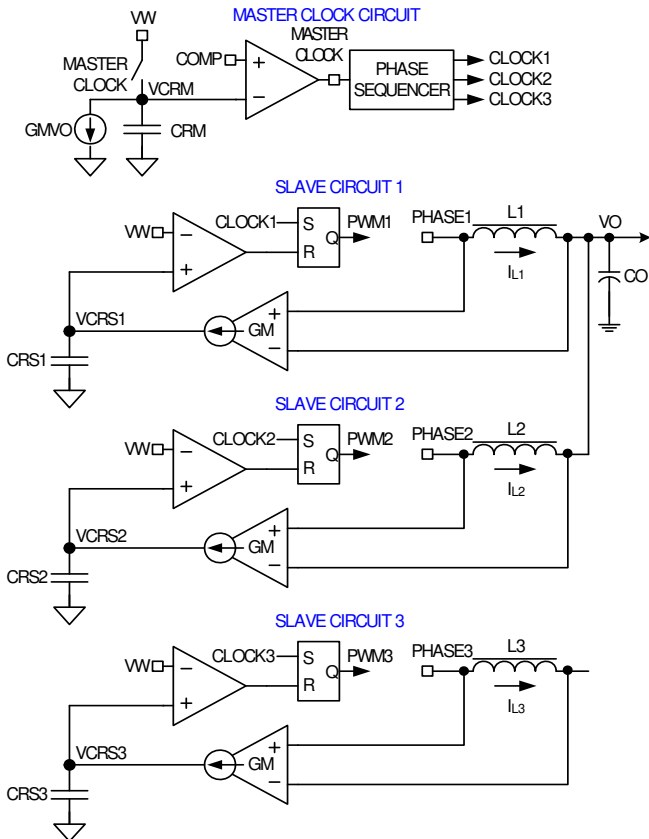 MASTER CLOCK CIRCUIT
VW
MASTER
CLOCK
MASTER
CLOCK
COMP
+
−
VCRM
GMVO
CRM
PHASE
SEQUENCER
CLOCK1
CLOCK2
CLOCK3
SLAVE CIRCUIT 1
VW
−
+
CLOCK1
S
R
Q
PWM1
PHASE1
L1
IL1
VO
CO
VCRS1
GM
+
−
CRS1
SLAVE CIRCUIT 2
VW
−
+
CLOCK2
S
R
Q
PWM2
PHASE2
L2
IL2
VCRS2
GM
+
−
CRS2
SLAVE CIRCUIT 3
VW
−
+
CLOCK3
S
R
Q
PWM3
PHASE3
L3
IL3
VCRS3
GM
+
−
CRS3